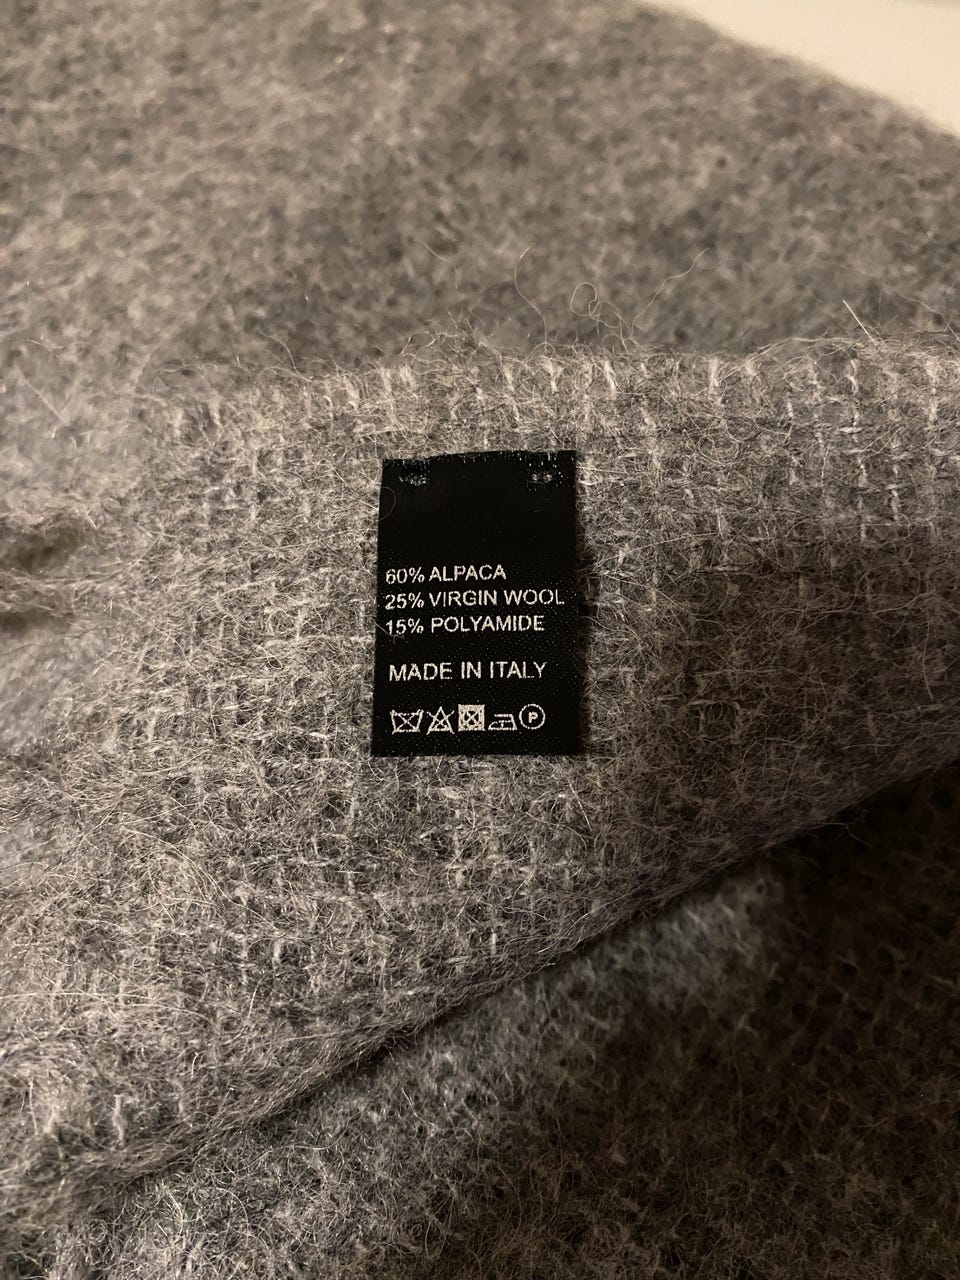 60% ALPACA
25% VIRGIN WOOL
15% POLYAMIDE
MADE IN ITALY
P